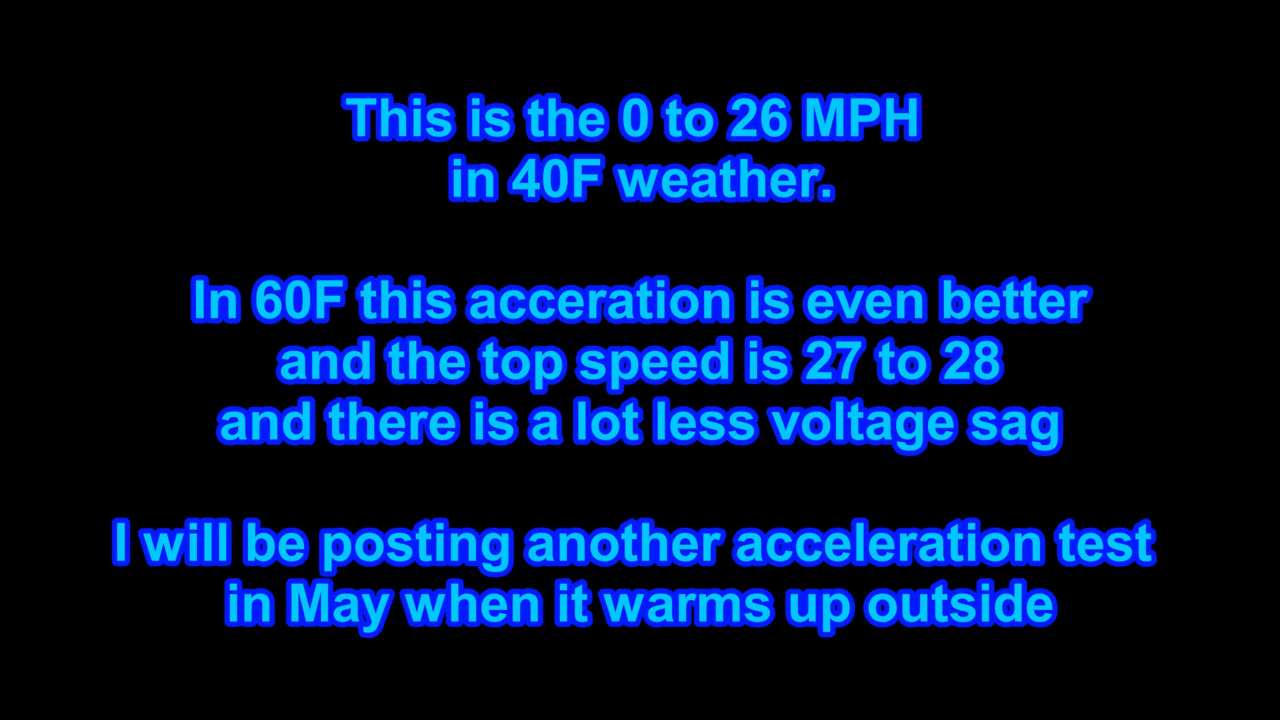 This is the 0 to 26 MPH
in 40F weather.
In 60F this acceration is even better
and the top speed is 27 to 28
and there is a lot less voltage sag
I will be posting another acceleration test
in May when it warms up outside